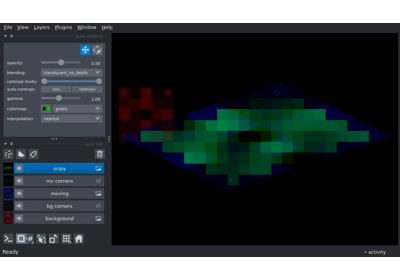 File View Layers Plugins Window Help
opacity: 0.50
blending: translucent_no_depth
contrast limits:
auto-contrast: once continuous
gamma: 1.00
colormap: green
interpolation: nearest
scipy
mv corners
moving
bg corners
background
Ready activity